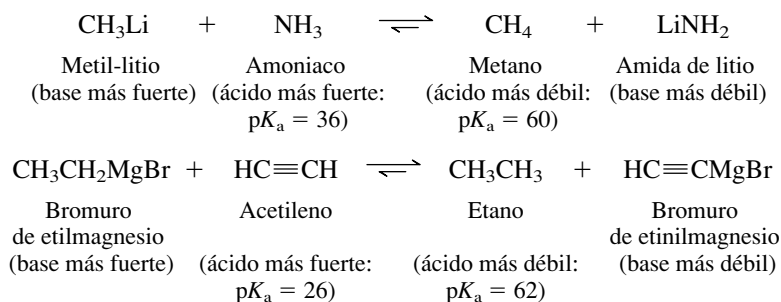 CH₃Li + NH₃ ⇌ CH₄ + LiNH₂
Metil-litio Amoniaco Metano Amida de litio
(base más fuerte) (ácido más fuerte: (ácido más débil: (base más débil)
pKₐ = 36) pKₐ = 60)
CH₃CH₂MgBr + HC≡CH ⇌ CH₃CH₃ + HC≡CMgBr
Bromuro Acetileno Etano Bromuro
de etilmagnesio de etinilmagnesio
(base más fuerte) (ácido más fuerte: (ácido más débil: (base más débil)
pKₐ = 26) pKₐ = 62)